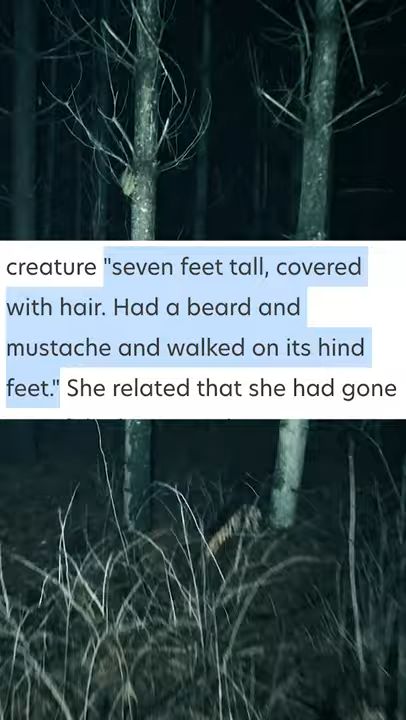 creature "seven feet tall, covered
with hair. Had a beard and
mustache and walked on its hind
feet." She related that she had gone